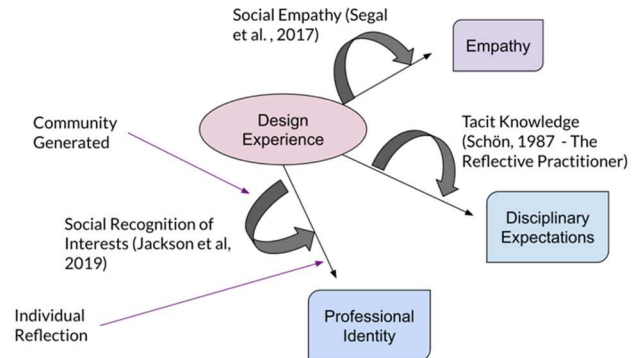 Social Empathy (Segal
et al. , 2017)
Empathy
Design
Experience
Community
Generated
Tacit Knowledge
(Schön, 1987 - The
Reflective Practitioner)
Social Recognition of
Interests (Jackson et al,
2019)
Disciplinary
Expectations
Individual
Reflection
Professional
Identity